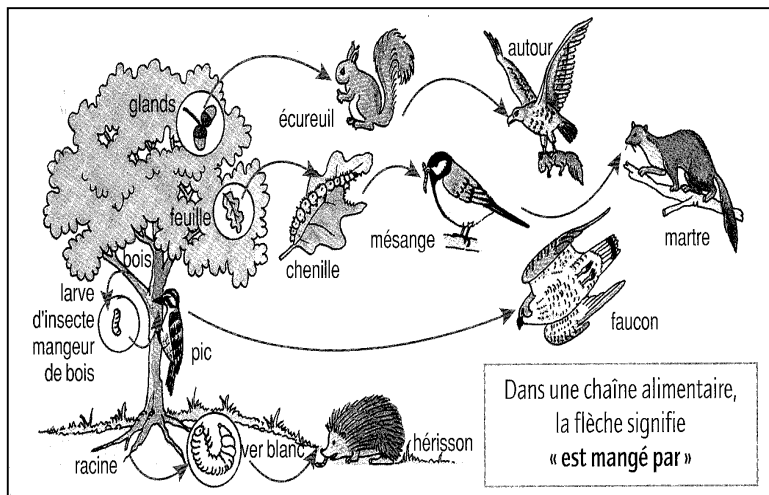 autour
glands
écureuil
feuille
chenille
mésange
martre
bois
larve
d'insecte
mangeur
de bois
pic
faucon
racine
ver blanc
hérisson
Dans une chaîne alimentaire,
la flèche signifie
« est mangé par »